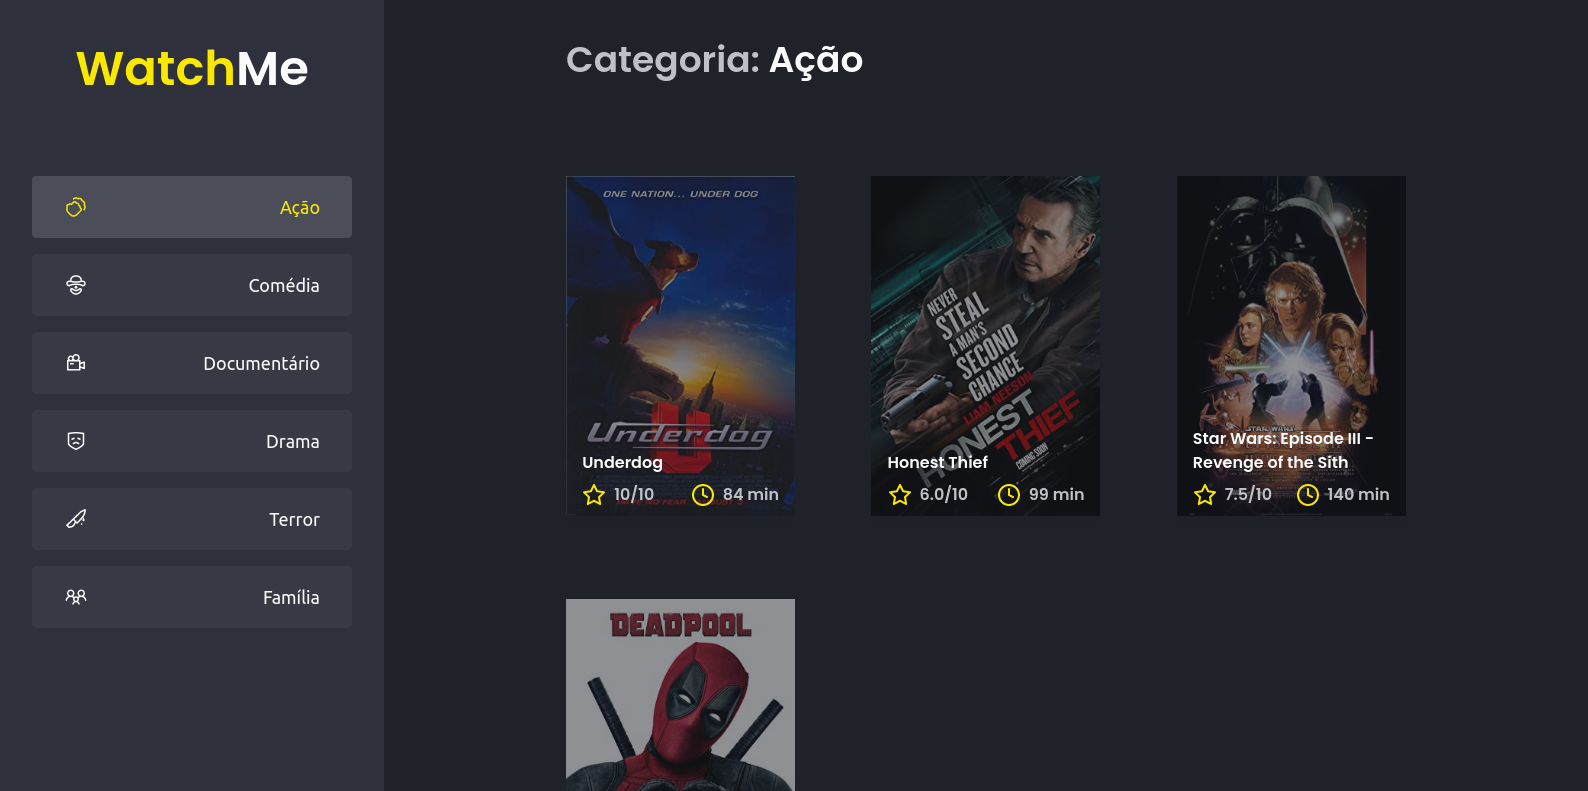 WatchMe
Ação
Comédia
Documentário
Drama
Terror
Família
Categoria: Ação
ONE NATION... UNDER DOG
Underdog
Underdog
10/10
84 min
NEVER
STEAL
A MAN'S
SECOND
CHANCE
LIAM NEESON
HONEST
THIEF
COMING SOON
Honest Thief
6.0/10
99 min
STAR WARS
Star Wars: Episode III -
Revenge of the Sith
7.5/10
140 min
DEADPOOL